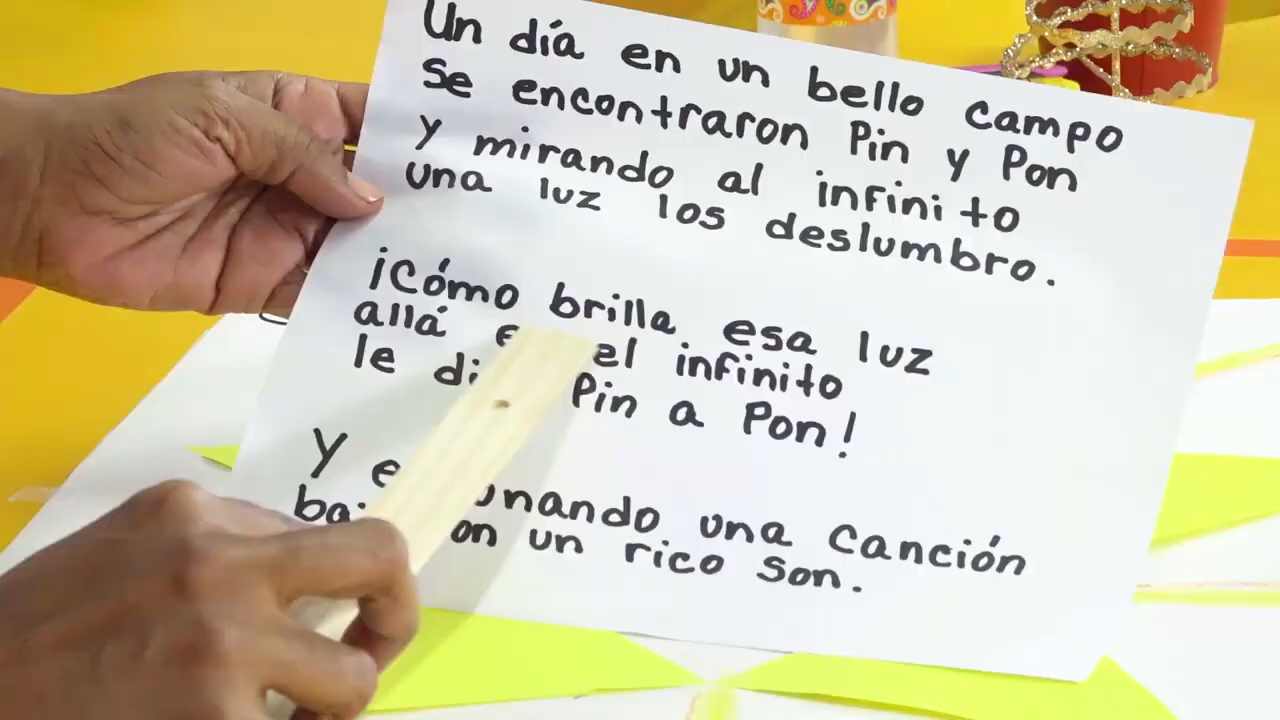 Un día en un bello campo
se encontraron Pin y Pon
y mirando al infinito
una luz los deslumbro.
¡Cómo brilla esa luz
allá el infinito
le Pin a Pon!
Y una canción
on un rico son.